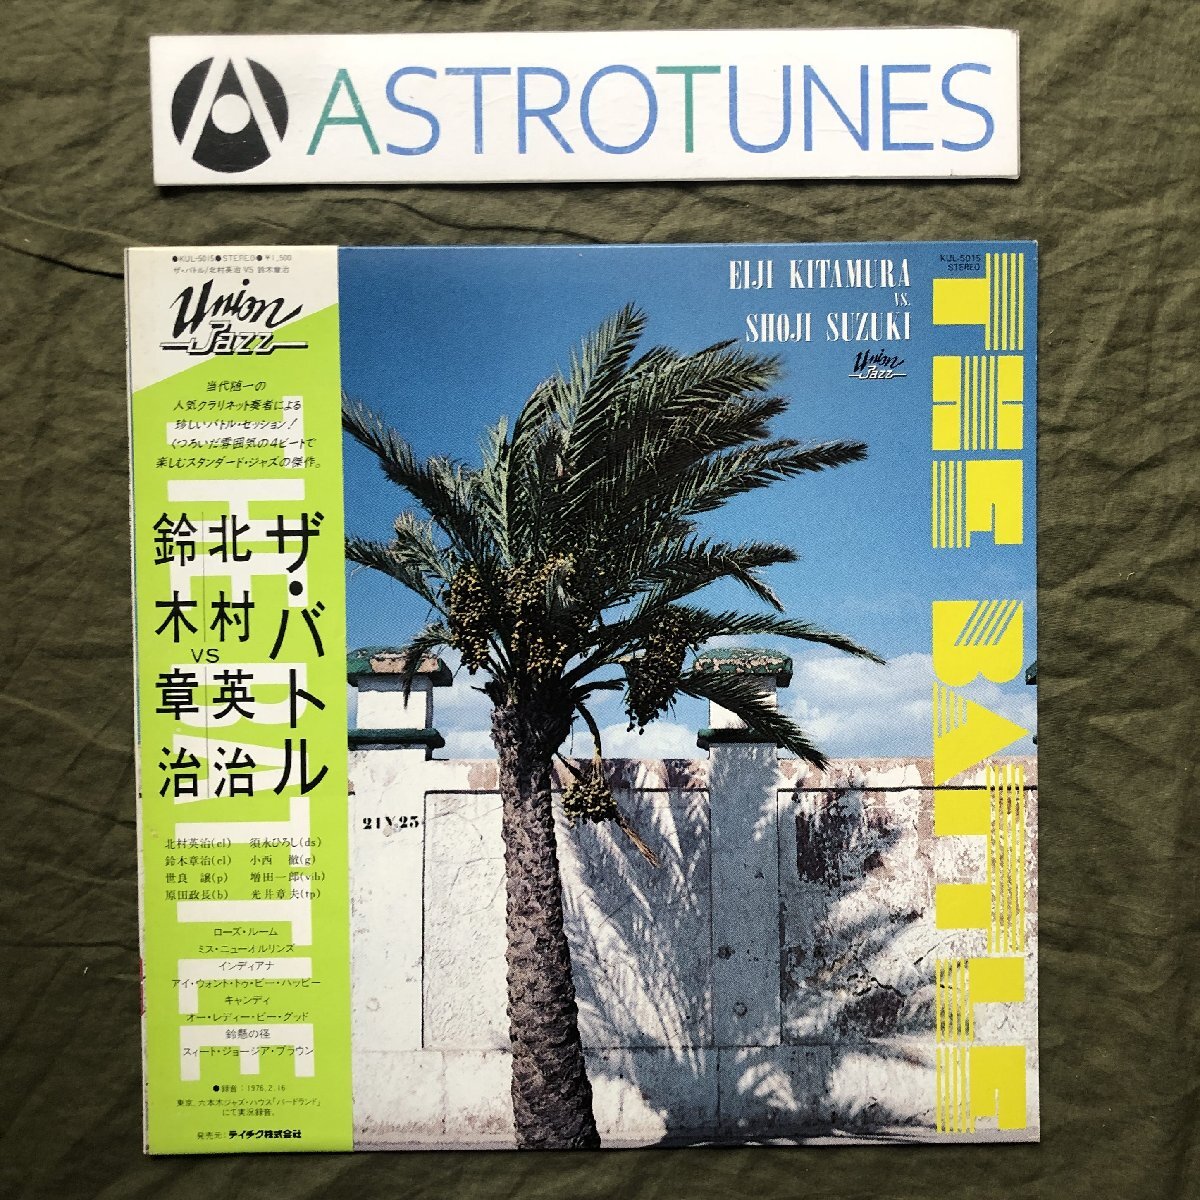 ASTROTUNES
●KUL-5015●STEREO●￥1,500
ザ・バトル/北村英治 VS 鈴木章治
Union
Jazz
当代随一の
人気クラリネット奏者による
珍しいバトル・セッション!
くつろいだ雰囲気の4ビートで
楽しむスタンダード・ジャズの傑作。
THE BATTLE
ザ・バトル
北村英治
vs
鈴木章治
北村英治(cl) 須永ひろし(ds)
鈴木章治(cl) 小西 徹(g)
世良 譲(p) 増田一郎(vib)
原田政長(b) 光井章夫(tp)
ローズ・ルーム
ミス・ニューオルリンズ
インディアナ
アイ・ウォント・トゥ・ビー・ハッピー
キャンディ
オー・レディー・ビー・グッド
鈴懸の径
スィート・ジョージア・ブラウン
●録音:1976.2.16
東京、六本木ジャズ・ハウス「バードランド」
にて実況録音。
発売元:テイチク株式会社
EIJI KITAMURA
VS.
SHOJI SUZUKI
Union
Jazz
KUL-5015
STEREO
THE BATTLE
21 V 25